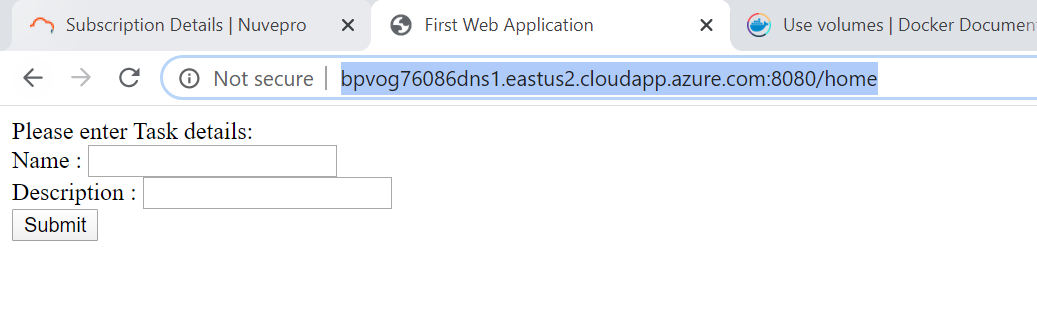 Subscription Details | Nuvepro
First Web Application
Use volumes | Docker Documen
Not secure | bpvog76086dns1.eastus2.cloudapp.azure.com:8080/home
Please enter Task details:
Name :
Description :
Submit